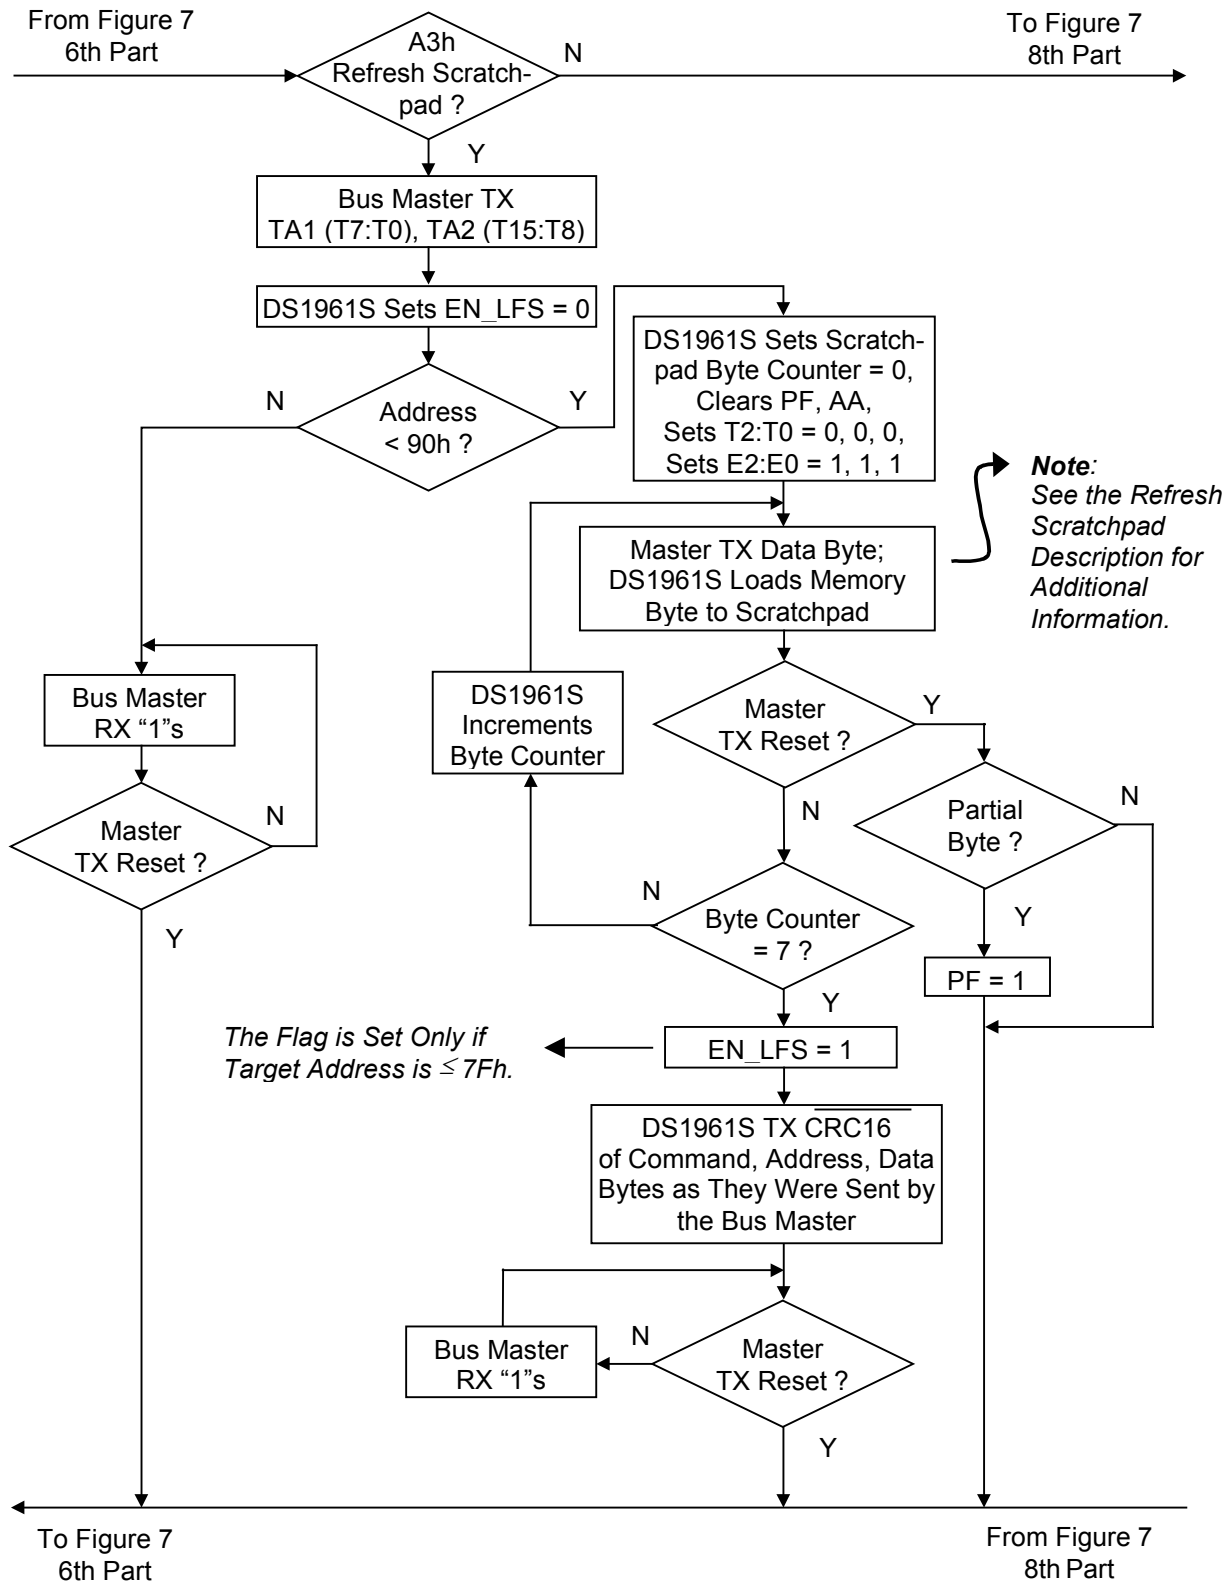 From Figure 7
6th Part
To Figure 7
8th Part
A3h
Refresh Scratch-
pad ?
N
Y
Bus Master TX
TA1 (T7:T0), TA2 (T15:T8)
DS1961S Sets EN_LFS = 0
Address
< 90h ?
N
Y
DS1961S Sets Scratch-
pad Byte Counter = 0,
Clears PF, AA,
Sets T2:T0 = 0, 0, 0,
Sets E2:E0 = 1, 1, 1
Note:
See the Refresh
Scratchpad
Description for
Additional
Information.
Master TX Data Byte;
DS1961S Loads Memory
Byte to Scratchpad
DS1961S
Increments
Byte Counter
Bus Master
RX “1”s
Master
TX Reset ?
N
Y
Master
TX Reset ?
Y
N
Partial
Byte ?
N
Y
PF = 1
Byte Counter
= 7 ?
N
Y
The Flag is Set Only if
Target Address is ≤ 7Fh.
EN_LFS = 1
DS1961S TX C̅R̅C̅1̅6̅
of Command, Address, Data
Bytes as They Were Sent by
the Bus Master
Bus Master
RX “1”s
N
Master
TX Reset ?
Y
To Figure 7
6th Part
From Figure 7
8th Part